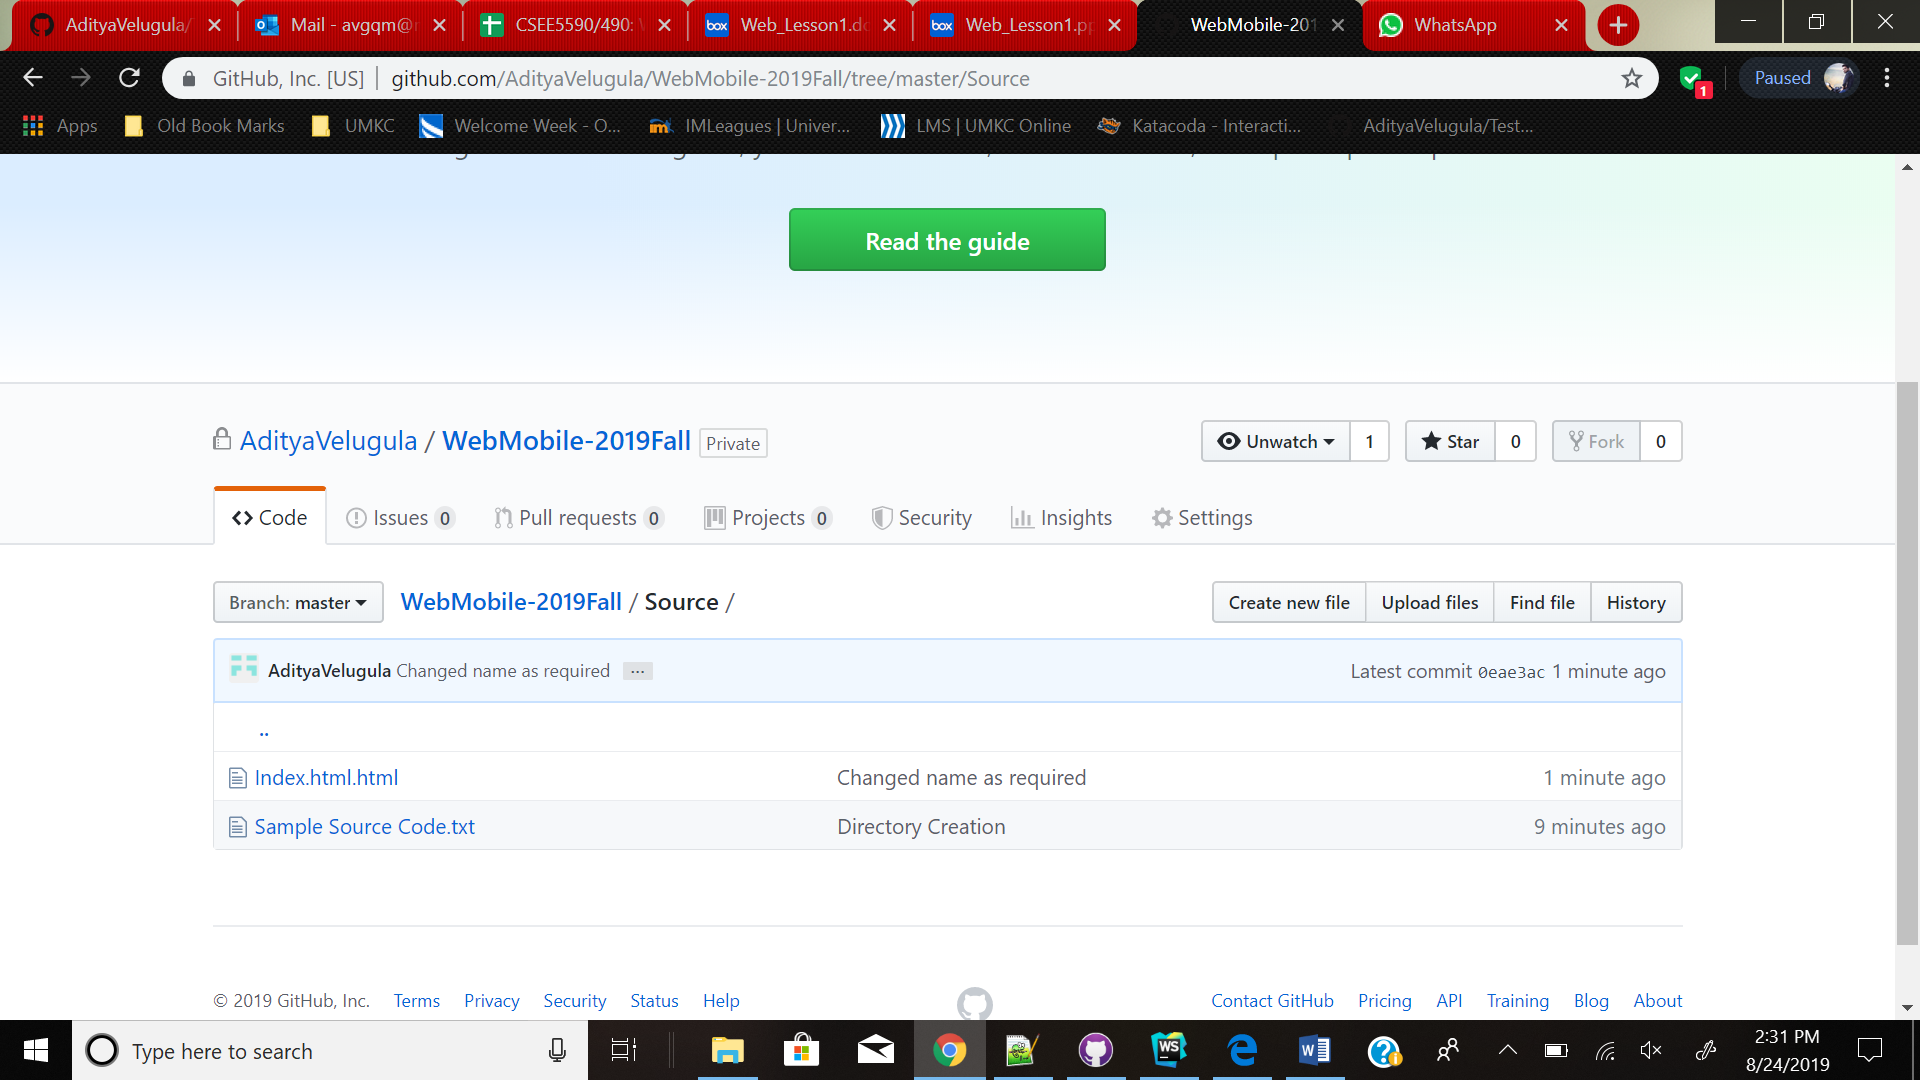 AdityaVelugula/
Mail - avgqm@
CSEE5590/490:
Web_Lesson1.do
Web_Lesson1.pp
WebMobile-201
WhatsApp
GitHub, Inc. [US]
github.com/AdityaVelugula/WebMobile-2019Fall/tree/master/Source
1
Paused
Apps
Old Book Marks
UMKC
Welcome Week - O...
IMLeagues | Univer...
LMS | UMKC Online
Katacoda - Interacti...
AdityaVelugula/Test...
Read the guide
AdityaVelugula / WebMobile-2019Fall Private
Unwatch 1
Star 0
Fork 0
Code
Issues 0
Pull requests 0
Projects 0
Security
Insights
Settings
Branch: master
WebMobile-2019Fall / Source /
Create new file
Upload files
Find file
History
AdityaVelugula Changed name as required ...
Latest commit 0eae3ac 1 minute ago
..
Index.html.html Changed name as required 1 minute ago
Sample Source Code.txt Directory Creation 9 minutes ago
© 2019 GitHub, Inc. Terms Privacy Security Status Help
Contact GitHub Pricing API Training Blog About
Type here to search
WS
2:31 PM
8/24/2019